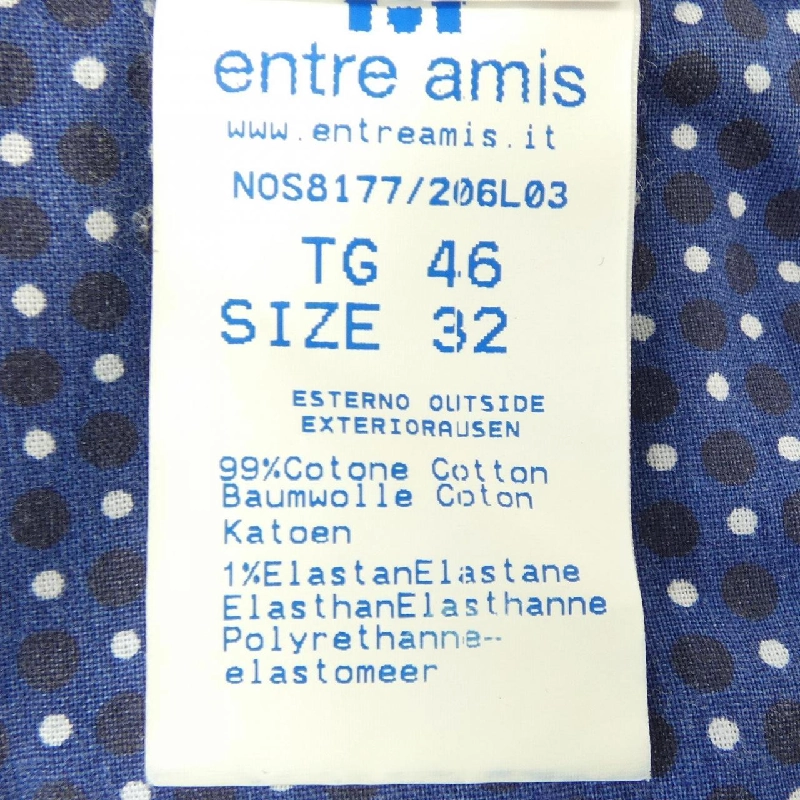 entre amis
www.entreamis.it
NOS8177/206L03
TG 46
SIZE 32
ESTERNO OUTSIDE
EXTERIORAUSEN
99%Cotone Cotton
Baumwolle Coton
Katoen
1%ElastanElastane
ElasthanElasthanne
Polyrethanne--
elastomeer